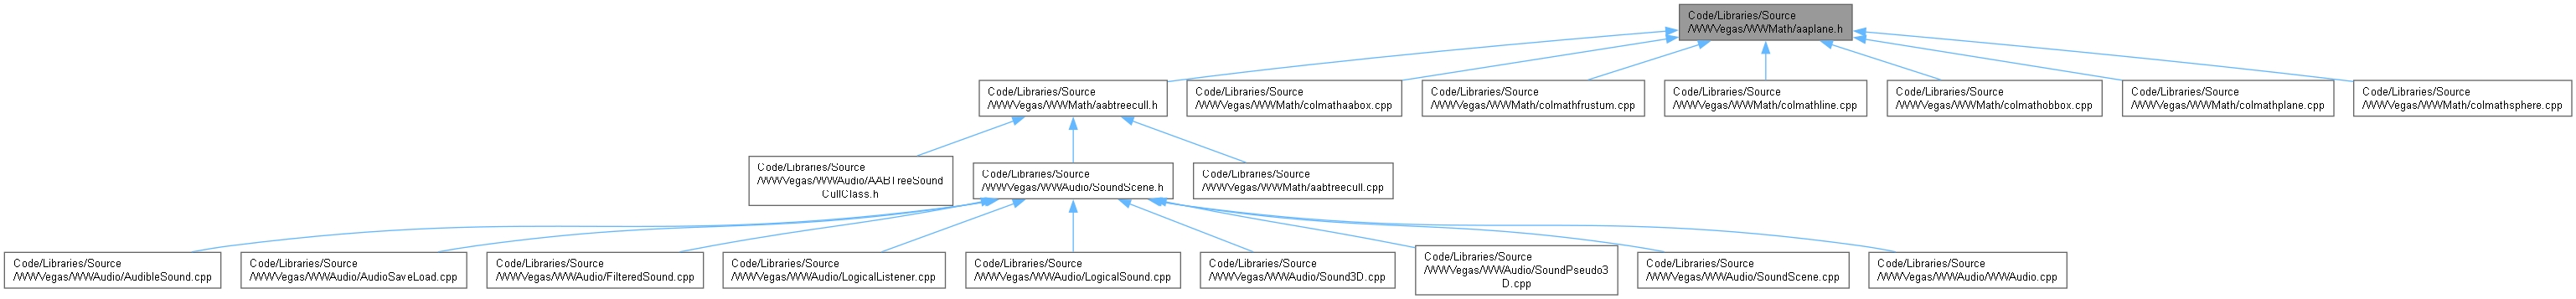 Code/Libraries/Source
/WWVegas/WWMath/aaplane.h
Code/Libraries/Source
/WWVegas/WWMath/aabtreecull.h
Code/Libraries/Source
/WWVegas/WWMath/colmathaabox.cpp
Code/Libraries/Source
/WWVegas/WWMath/colmathfrustum.cpp
Code/Libraries/Source
/WWVegas/WWMath/colmathline.cpp
Code/Libraries/Source
/WWVegas/WWMath/colmathobbox.cpp
Code/Libraries/Source
/WWVegas/WWMath/colmathplane.cpp
Code/Libraries/Source
/WWVegas/WWMath/colmathsphere.cpp
Code/Libraries/Source
/WWVegas/WWAudio/AABTreeSound
CullClass.h
Code/Libraries/Source
/WWVegas/WWAudio/SoundScene.h
Code/Libraries/Source
/WWVegas/WWMath/aabtreecull.cpp
Code/Libraries/Source
/WWVegas/WWAudio/AudibleSound.cpp
Code/Libraries/Source
/WWVegas/WWAudio/AudioSaveLoad.cpp
Code/Libraries/Source
/WWVegas/WWAudio/FilteredSound.cpp
Code/Libraries/Source
/WWVegas/WWAudio/LogicalListener.cpp
Code/Libraries/Source
/WWVegas/WWAudio/LogicalSound.cpp
Code/Libraries/Source
/WWVegas/WWAudio/Sound3D.cpp
Code/Libraries/Source
/WWVegas/WWAudio/SoundPseudo3
D.cpp
Code/Libraries/Source
/WWVegas/WWAudio/SoundScene.cpp
Code/Libraries/Source
/WWVegas/WWAudio/WWAudio.cpp